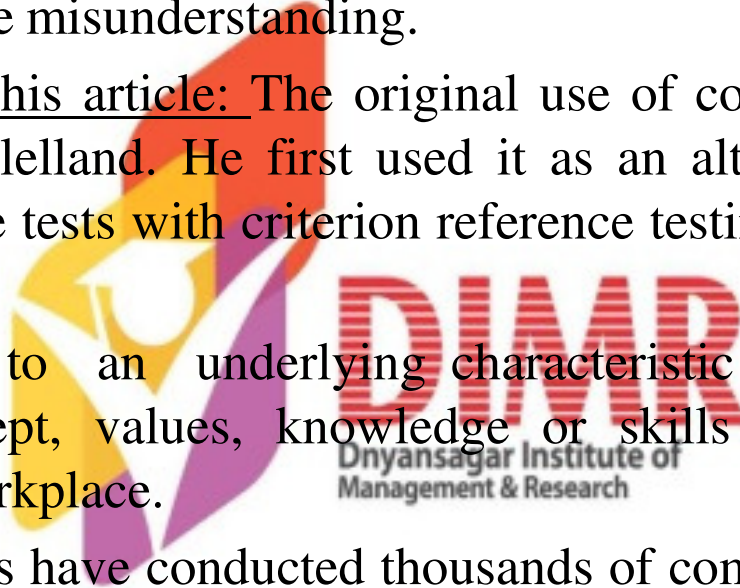 e misunderstanding.
his article: The original use of co
lelland. He first used it as an alt
e tests with criterion reference testi
DIMR
to an underlying characteristic
ept, values, knowledge or skills
Dnyansagar Institute of
rkplace.
Management & Research
s have conducted thousands of con